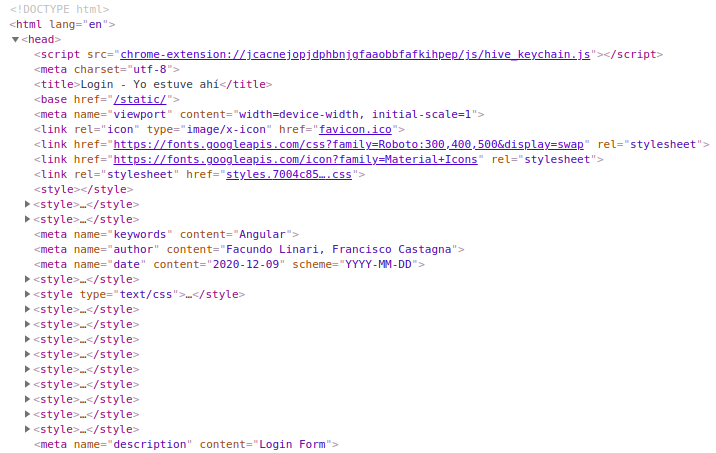 <!DOCTYPE html>
<html lang="en">
<head>
<script src="chrome-extension://jcacnejopjdphbnjgfaaobbfafkihpep/js/hive_keychain.js"></script>
<meta charset="utf-8">
<title>Login - Yo estuve ahí</title>
<base href="/static/">
<meta name="viewport" content="width=device-width, initial-scale=1">
<link rel="icon" type="image/x-icon" href="favicon.ico">
<link href="https://fonts.googleapis.com/css?family=Roboto:300,400,500&display=swap" rel="stylesheet">
<link href="https://fonts.googleapis.com/icon?family=Material+Icons" rel="stylesheet">
<link rel="stylesheet" href="styles.7004c85….css">
<style></style>
<style>…</style>
<style>…</style>
<meta name="keywords" content="Angular">
<meta name="author" content="Facundo Linari, Francisco Castagna">
<meta name="date" content="2020-12-09" scheme="YYYY-MM-DD">
<style>…</style>
<style type="text/css">…</style>
<style>…</style>
<style>…</style>
<style>…</style>
<style>…</style>
<style>…</style>
<style>…</style>
<style>…</style>
<style>…</style>
<style>…</style>
<meta name="description" content="Login Form">